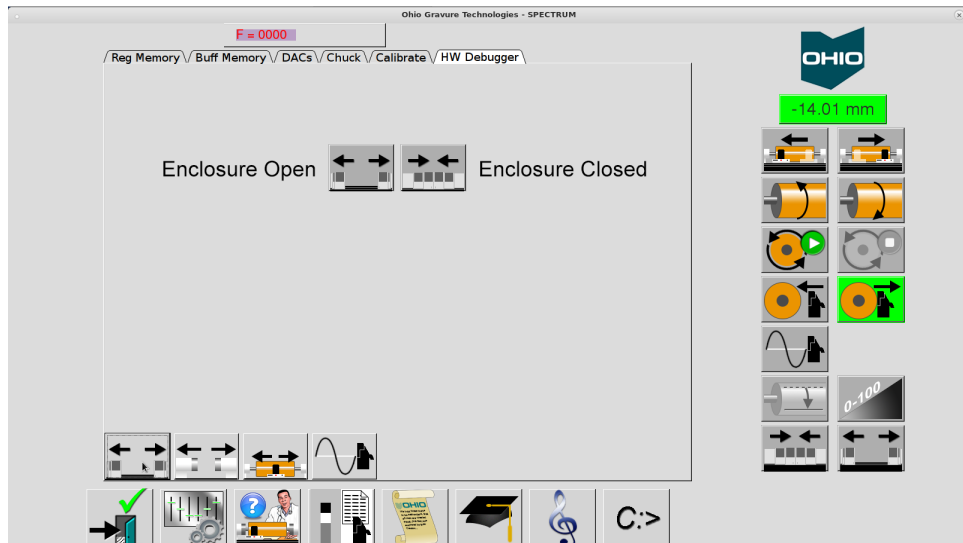 Ohio Gravure Technologies - SPECTRUM
F = 0000
Reg Memory
Buff Memory
DACs
Chuck
Calibrate
HW Debugger
OHIO
-14.01 mm
Enclosure Open
Enclosure Closed
0-100
OHIO
C:>